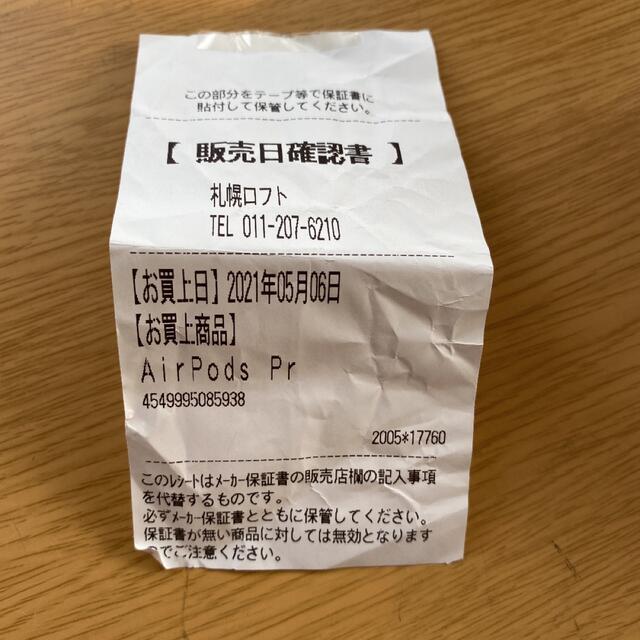 この部分をテープ等で保証書に
貼付して保管してください。
【 販売日確認書 】
札幌ロフト
TEL 011-207-6210
【お買上日】2021年05月06日
【お買上商品】
AirPods Pr
4549995085938
2005*17760
このレシートはメーカー保証書の販売店欄の記入事項
を代替するものです。
必ずメーカー保証書とともに保管してください。
保証書が無い商品に対しては無効となります
のでご注意ください。